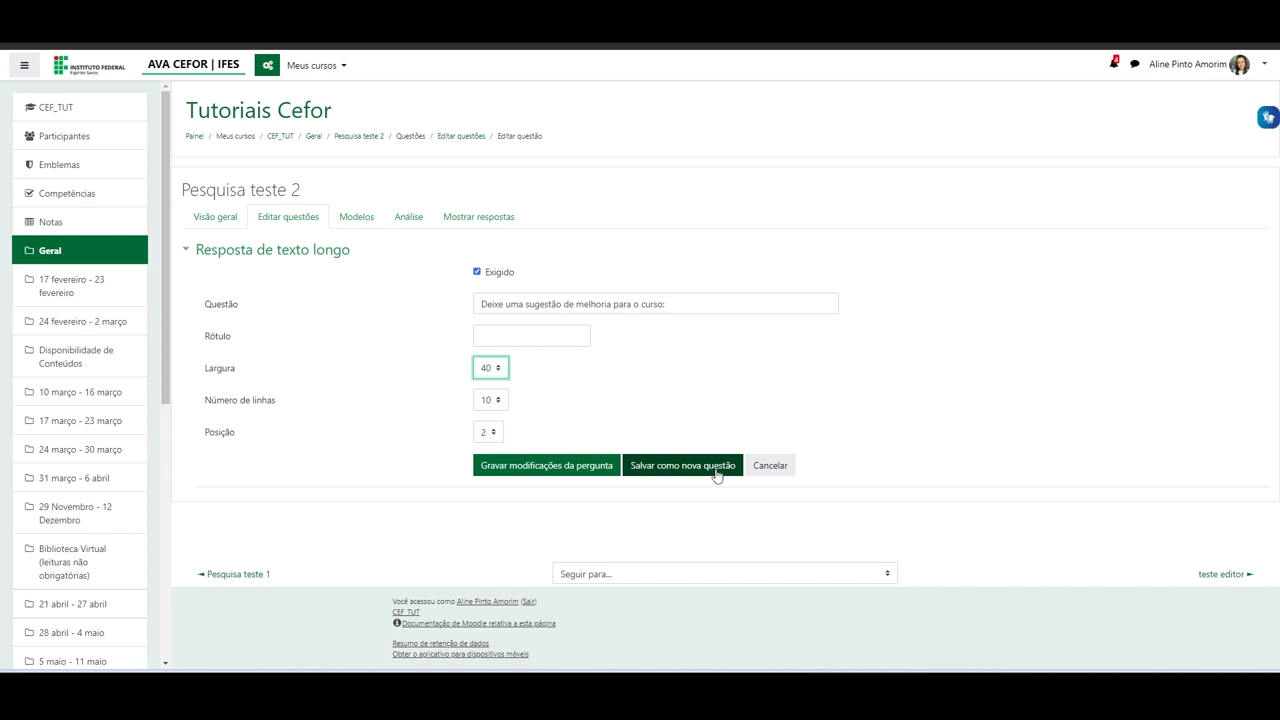 INSTITUTO FEDERAL
Espírito Santo
AVA CEFOR | IFES
Meus cursos
4
Aline Pinto Amorim
CEF_TUT
Participantes
Emblemas
Competências
Notas
Geral
17 fevereiro - 23
fevereiro
24 fevereiro - 2 março
Disponibilidade de
Conteúdos
10 março - 16 março
17 março - 23 março
24 março - 30 março
31 março - 6 abril
29 Novembro - 12
Dezembro
Biblioteca Virtual
(leituras não
obrigatórias)
21 abril - 27 abril
28 abril - 4 maio
5 maio - 11 maio
Tutoriais Cefor
Painel / Meus cursos / CEF_TUT / Geral / Pesquisa teste 2 / Questões / Editar questões / Editar questão
Pesquisa teste 2
Visão geral
Editar questões
Modelos
Análise
Mostrar respostas
Resposta de texto longo
Exigido
Questão
Deixe uma sugestão de melhoria para o curso:
Rótulo
Largura
40
Número de linhas
10
Posição
2
Gravar modificações da pergunta
Salvar como nova questão
Cancelar
◄ Pesquisa teste 1
Seguir para...
teste editor ►
Você acessou como Aline Pinto Amorim (Sair)
CEF_TUT
Documentação de Moodle relativa a esta página
Resumo de retenção de dados
Obter o aplicativo para dispositivos móveis